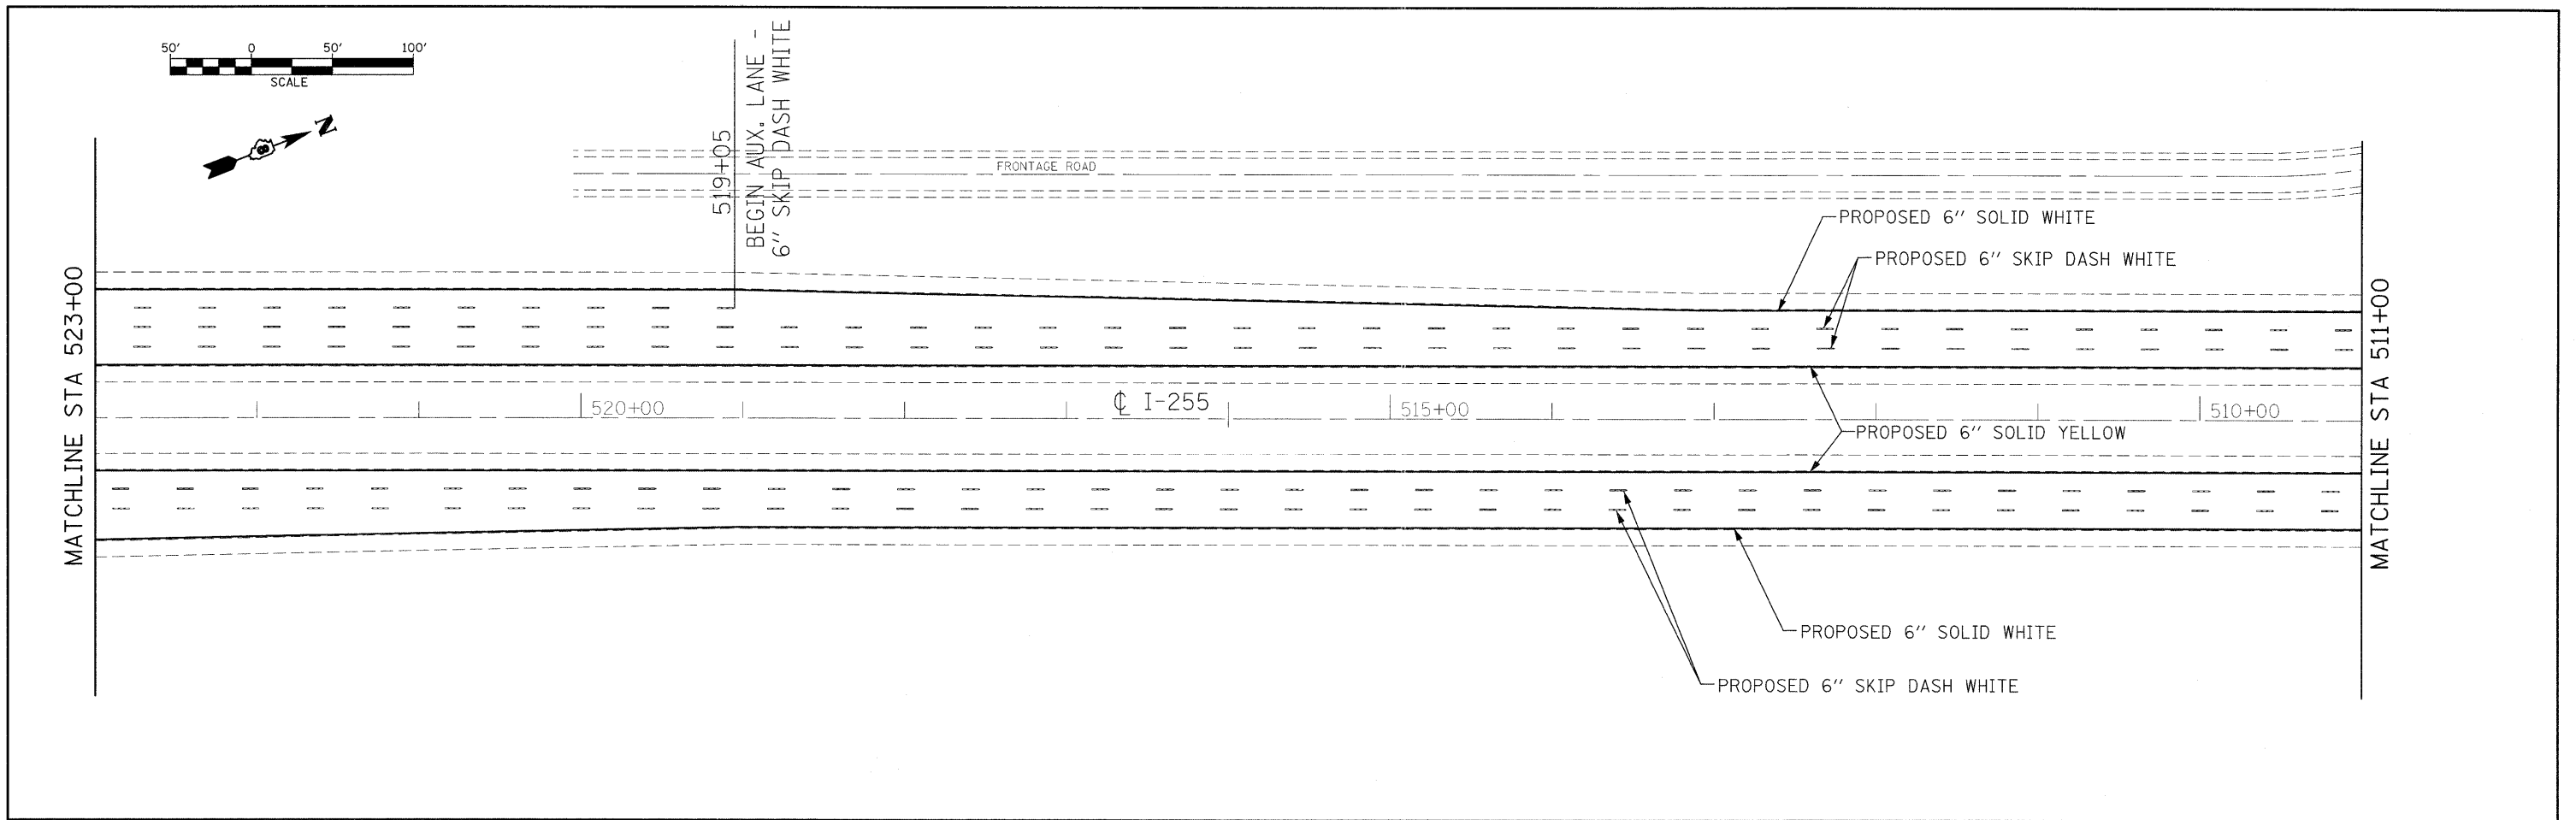 50' 0 50' 100'
SCALE
N
519+05
BEGIN AUX. LANE -
6" SKIP DASH WHITE
FRONTAGE ROAD
PROPOSED 6" SOLID WHITE
PROPOSED 6" SKIP DASH WHITE
MATCHLINE STA 523+00
MATCHLINE STA 511+00
520+00
℄ I-255
515+00
510+00
PROPOSED 6" SOLID YELLOW
PROPOSED 6" SOLID WHITE
PROPOSED 6" SKIP DASH WHITE